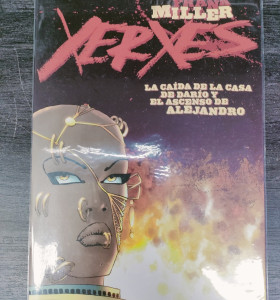 MILLER
XERXES
LA CAÍDA DE LA CASA
DE DARÍO Y
EL ASCENSO DE
ALEJANDRO